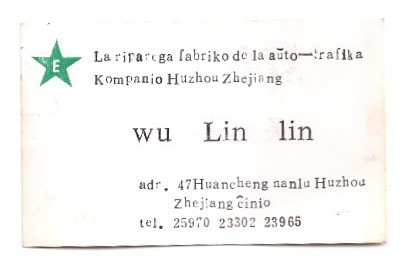 E
La riparega fabriko de la aŭto-trafika
Kompanio Huzhou Zhejiang
wu Lin lin
adr. 47Huancheng nanlu Huzhou
Zhejiang ĉinio
tel. 25970 23302 23965